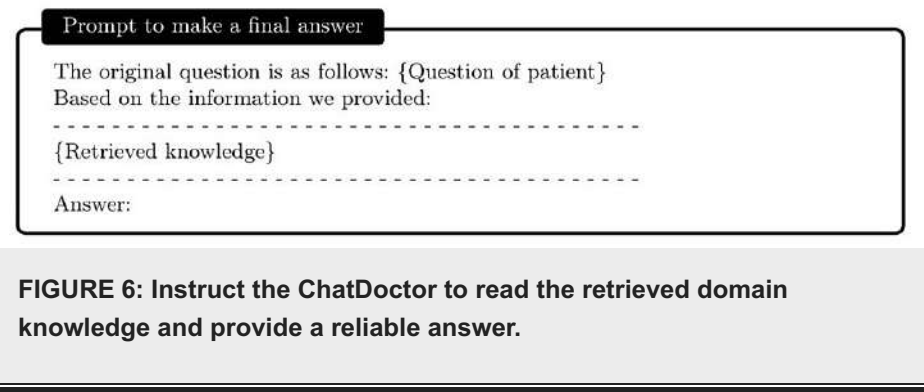 Prompt to make a final answer
The original question is as follows: {Question of patient}
Based on the information we provided:
- - - - - - - - - - - - - - - - - - - - - - - - - - - - - - - - - - - - - - - -
{Retrieved knowledge}
- - - - - - - - - - - - - - - - - - - - - - - - - - - - - - - - - - - - - - - -
Answer:
FIGURE 6: Instruct the ChatDoctor to read the retrieved domain
knowledge and provide a reliable answer.